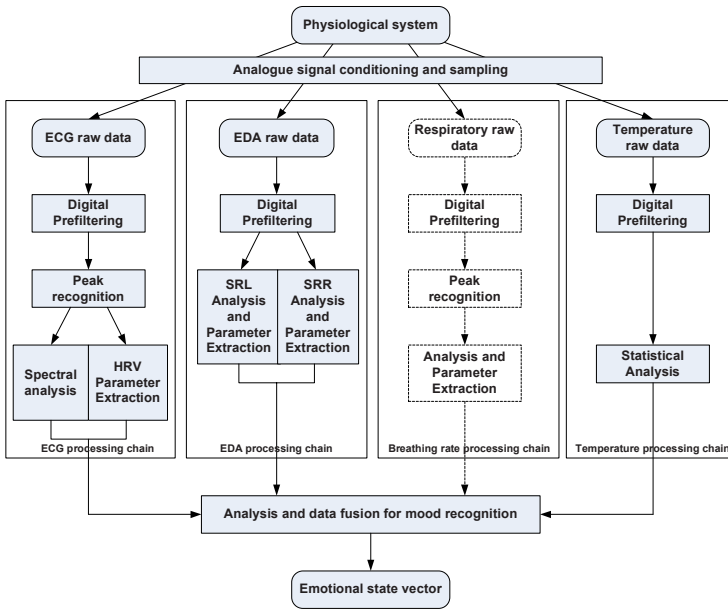 Physiological system
Analogue signal conditioning and sampling
ECG raw data
Digital
Prefiltering
Peak
recognition
Spectral
analysis
HRV
Parameter
Extraction
ECG processing chain
EDA raw data
Digital
Prefiltering
SRL
Analysis
and
Parameter
Extraction
SRR
Analysis
and
Parameter
Extraction
EDA processing chain
Respiratory raw
data
Digital
Prefiltering
Peak
recognition
Analysis and
Parameter
Extraction
Breathing rate processing chain
Temperature
raw data
Digital
Prefiltering
Statistical
Analysis
Temperature processing chain
Analysis and data fusion for mood recognition
Emotional state vector